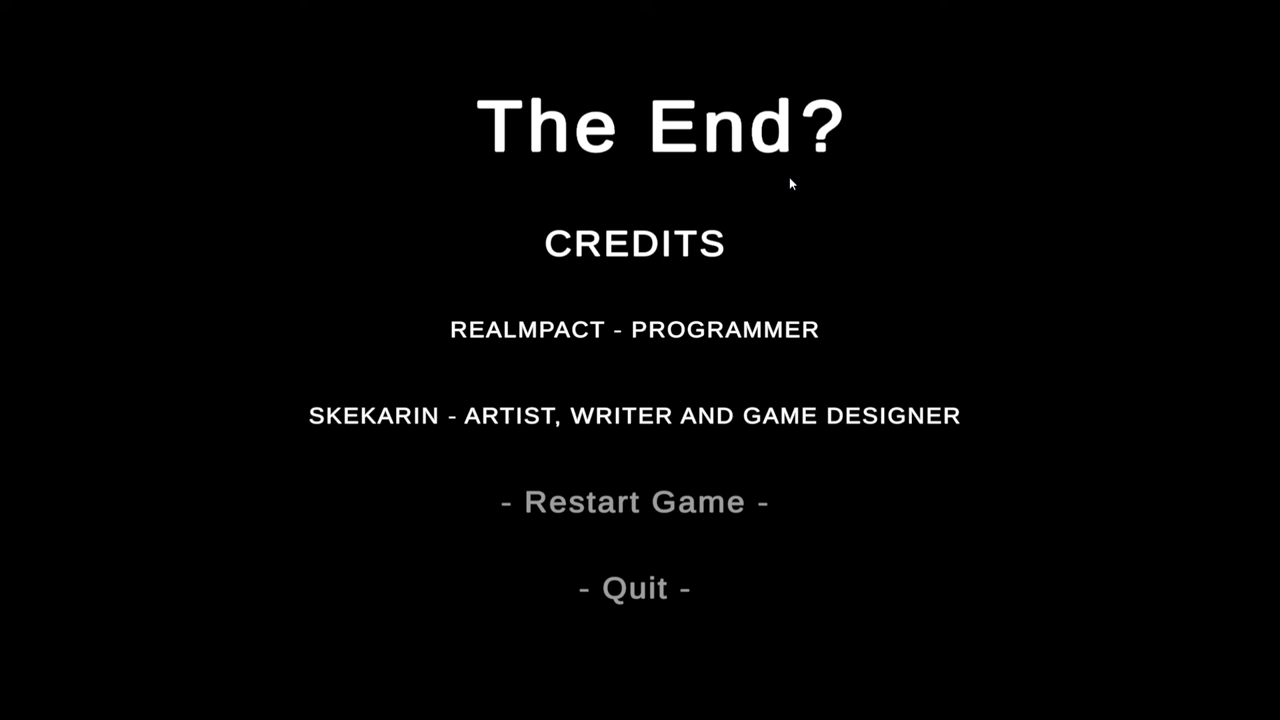 The End?
CREDITS
REALMPACT - PROGRAMMER
SKEKARIN - ARTIST, WRITER AND GAME DESIGNER
- Restart Game -
- Quit -